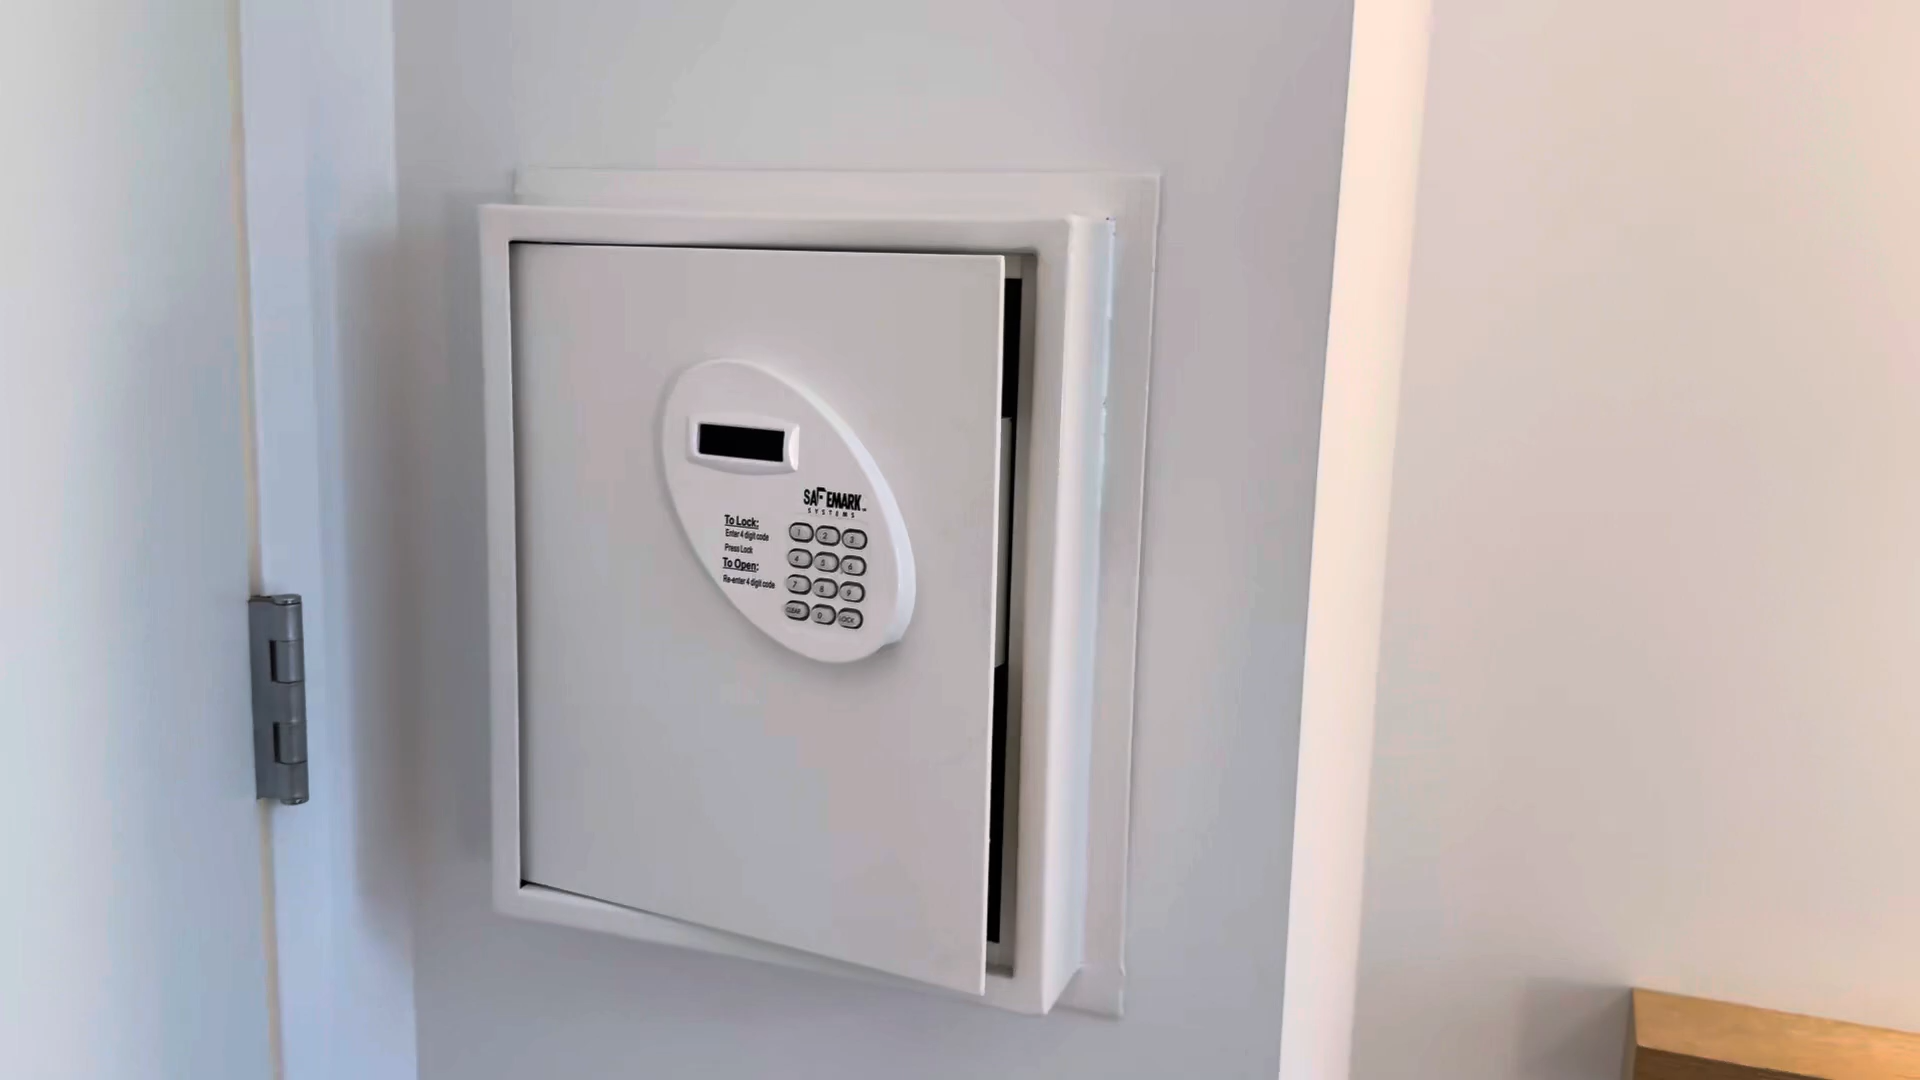 SAFEMARK
SYSTEMS
To Lock:
Enter 4 digit code
Press Lock
To Open:
Re-enter 4 digit code
1 2 3
4 5 6
7 8 9
CLEAR 0 LOCK